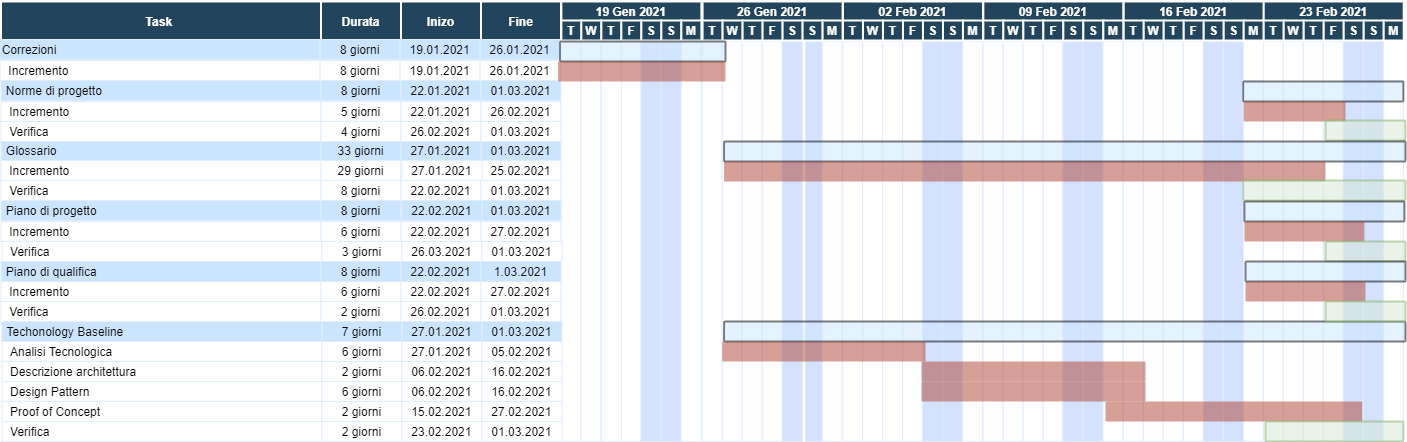 Task Durata Inizo Fine 19 Gen 2021 26 Gen 2021 02 Feb 2021 09 Feb 2021 16 Feb 2021 23 Feb 2021
T W T F S S M T W T F S S M T W T F S S M T W T F S S M T W T F S S M T W T F S S M
Correzioni 8 giorni 19.01.2021 26.01.2021
Incremento 8 giorni 19.01.2021 26.01.2021
Norme di progetto 8 giorni 22.01.2021 01.03.2021
Incremento 5 giorni 22.01.2021 26.02.2021
Verifica 4 giorni 26.02.2021 01.03.2021
Glossario 33 giorni 27.01.2021 01.03.2021
Incremento 29 giorni 27.01.2021 25.02.2021
Verifica 8 giorni 22.02.2021 01.03.2021
Piano di progetto 8 giorni 22.02.2021 01.03.2021
Incremento 6 giorni 22.02.2021 27.02.2021
Verifica 3 giorni 26.03.2021 01.03.2021
Piano di qualifica 8 giorni 22.02.2021 1.03.2021
Incremento 6 giorni 22.02.2021 27.02.2021
Verifica 2 giorni 26.02.2021 01.03.2021
Techonology Baseline 7 giorni 27.01.2021 01.03.2021
Analisi Tecnologica 6 giorni 27.01.2021 05.02.2021
Descrizione architettura 2 giorni 06.02.2021 16.02.2021
Design Pattern 6 giorni 06.02.2021 16.02.2021
Proof of Concept 2 giorni 15.02.2021 27.02.2021
Verifica 2 giorni 23.02.2021 01.03.2021